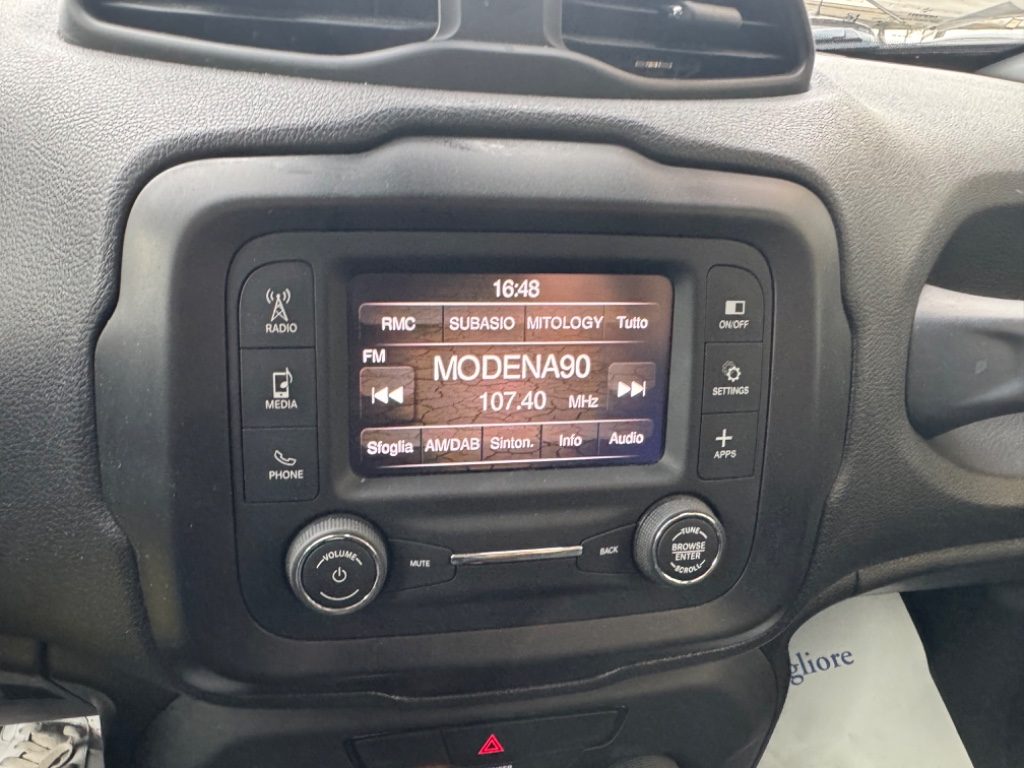 16:48
RMC SUBASIO MITOLOGY Tutto
FM
MODENA90
107.40 MHz
Sfoglia AM/DAB Sinton. Info Audio
RADIO
MEDIA
PHONE
ON/OFF
SETTINGS
APPS
VOLUME
MUTE
BACK
TUNE
BROWSE
ENTER
SCROLL
gliore